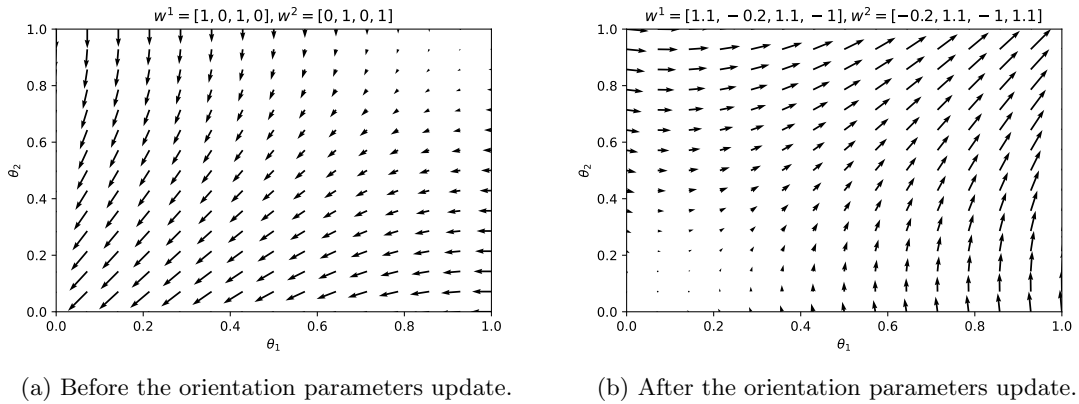 w¹ = [1, 0, 1, 0], w² = [0, 1, 0, 1]
1.0
0.8
0.6
0.4
0.2
0.0
θ₂
0.0 0.2 0.4 0.6 0.8 1.0
θ₁
(a) Before the orientation parameters update.
w¹ = [1.1, − 0.2, 1.1, − 1], w² = [− 0.2, 1.1, − 1, 1.1]
1.0
0.8
0.6
0.4
0.2
0.0
θ₂
0.0 0.2 0.4 0.6 0.8 1.0
θ₁
(b) After the orientation parameters update.